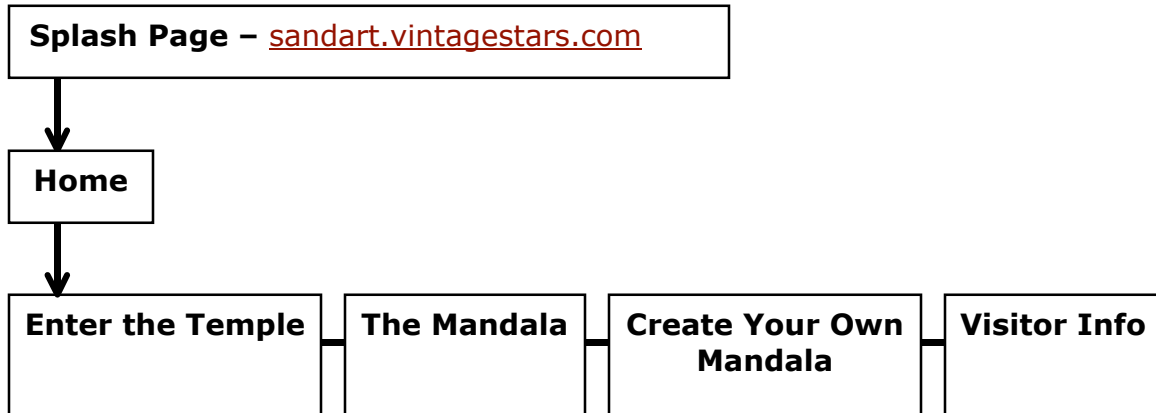 Splash Page – sandart.vintagestars.com
Home
Enter the Temple
The Mandala
Create Your Own
Mandala
Visitor Info